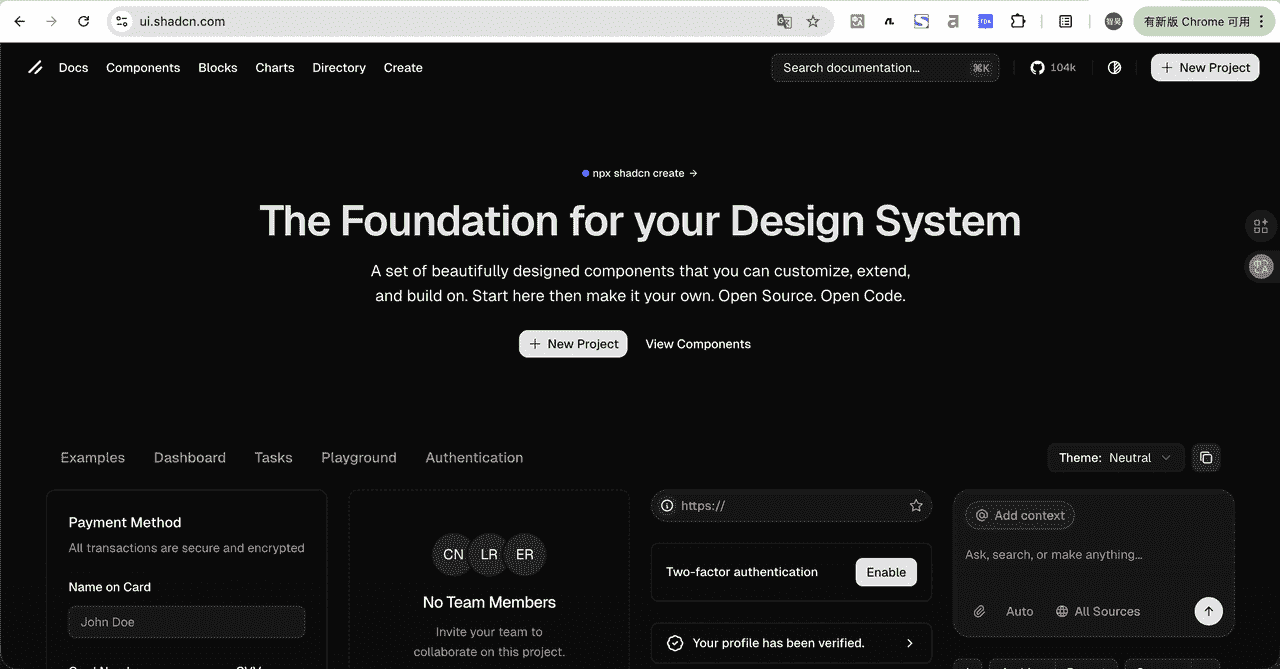 ui.shadcn.com
有新版 Chrome 可用
Docs Components Blocks Charts Directory Create
Search documentation... ⌘K
104k
+ New Project
npx shadcn create →
The Foundation for your Design System
A set of beautifully designed components that you can customize, extend,
and build on. Start here then make it your own. Open Source. Open Code.
+ New Project View Components
Examples Dashboard Tasks Playground Authentication
Theme: Neutral
Payment Method
All transactions are secure and encrypted
Name on Card
John Doe
CN LR ER
No Team Members
Invite your team to
collaborate on this project.
https://
Two-factor authentication
Enable
Your profile has been verified.
@ Add context
Ask, search, or make anything...
Auto All Sources